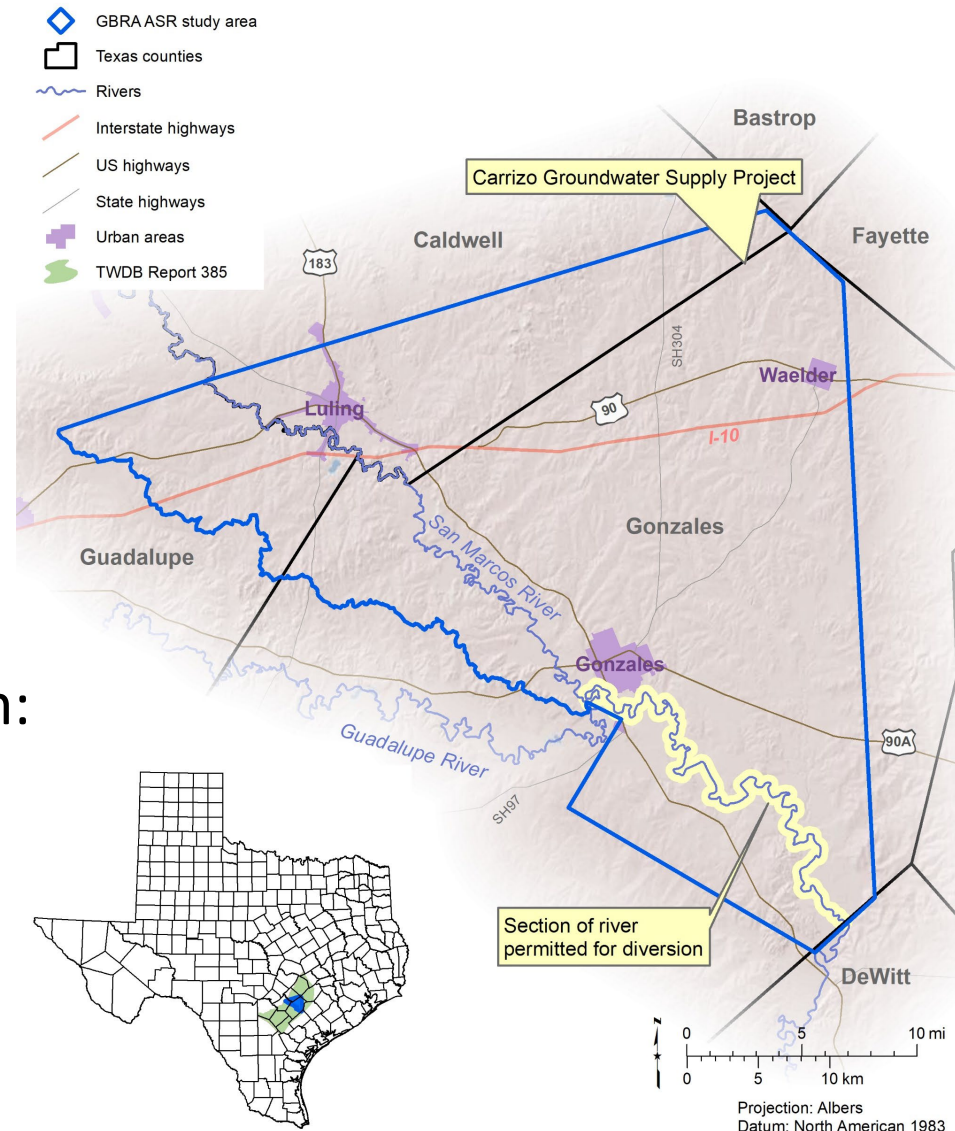 GBRA ASR study area
Texas counties
Rivers
Interstate highways
US highways
State highways
Urban areas
TWDB Report 385
Bastrop
Carrizo Groundwater Supply Project
Caldwell
Fayette
183
SH304
Waelder
Luling
90
I-10
San Marcos River
Gonzales
Guadalupe
Gonzales
n:
Guadalupe River
90A
SH97
Section of river
permitted for diversion
DeWitt
N
0 5 10 mi
0 5 10 km
Projection: Albers
Datum: North American 1983